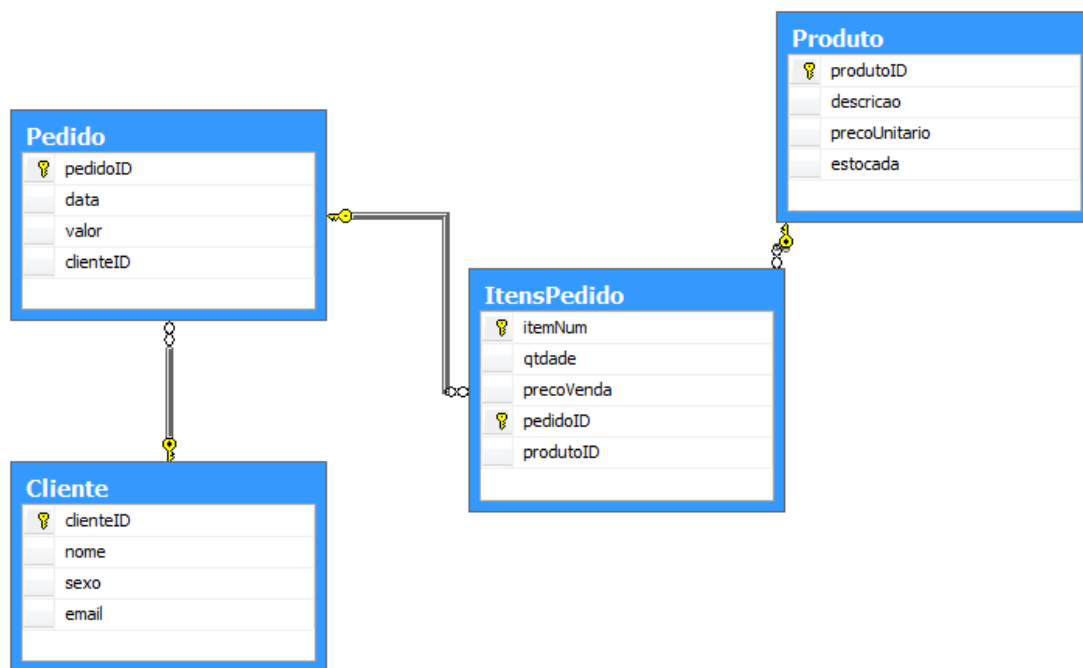 Produto
produtoID
descricao
precoUnitario
estocada
Pedido
pedidoID
data
valor
clienteID
ItensPedido
itemNum
qtdade
precoVenda
pedidoID
produtoID
Cliente
clienteID
nome
sexo
email